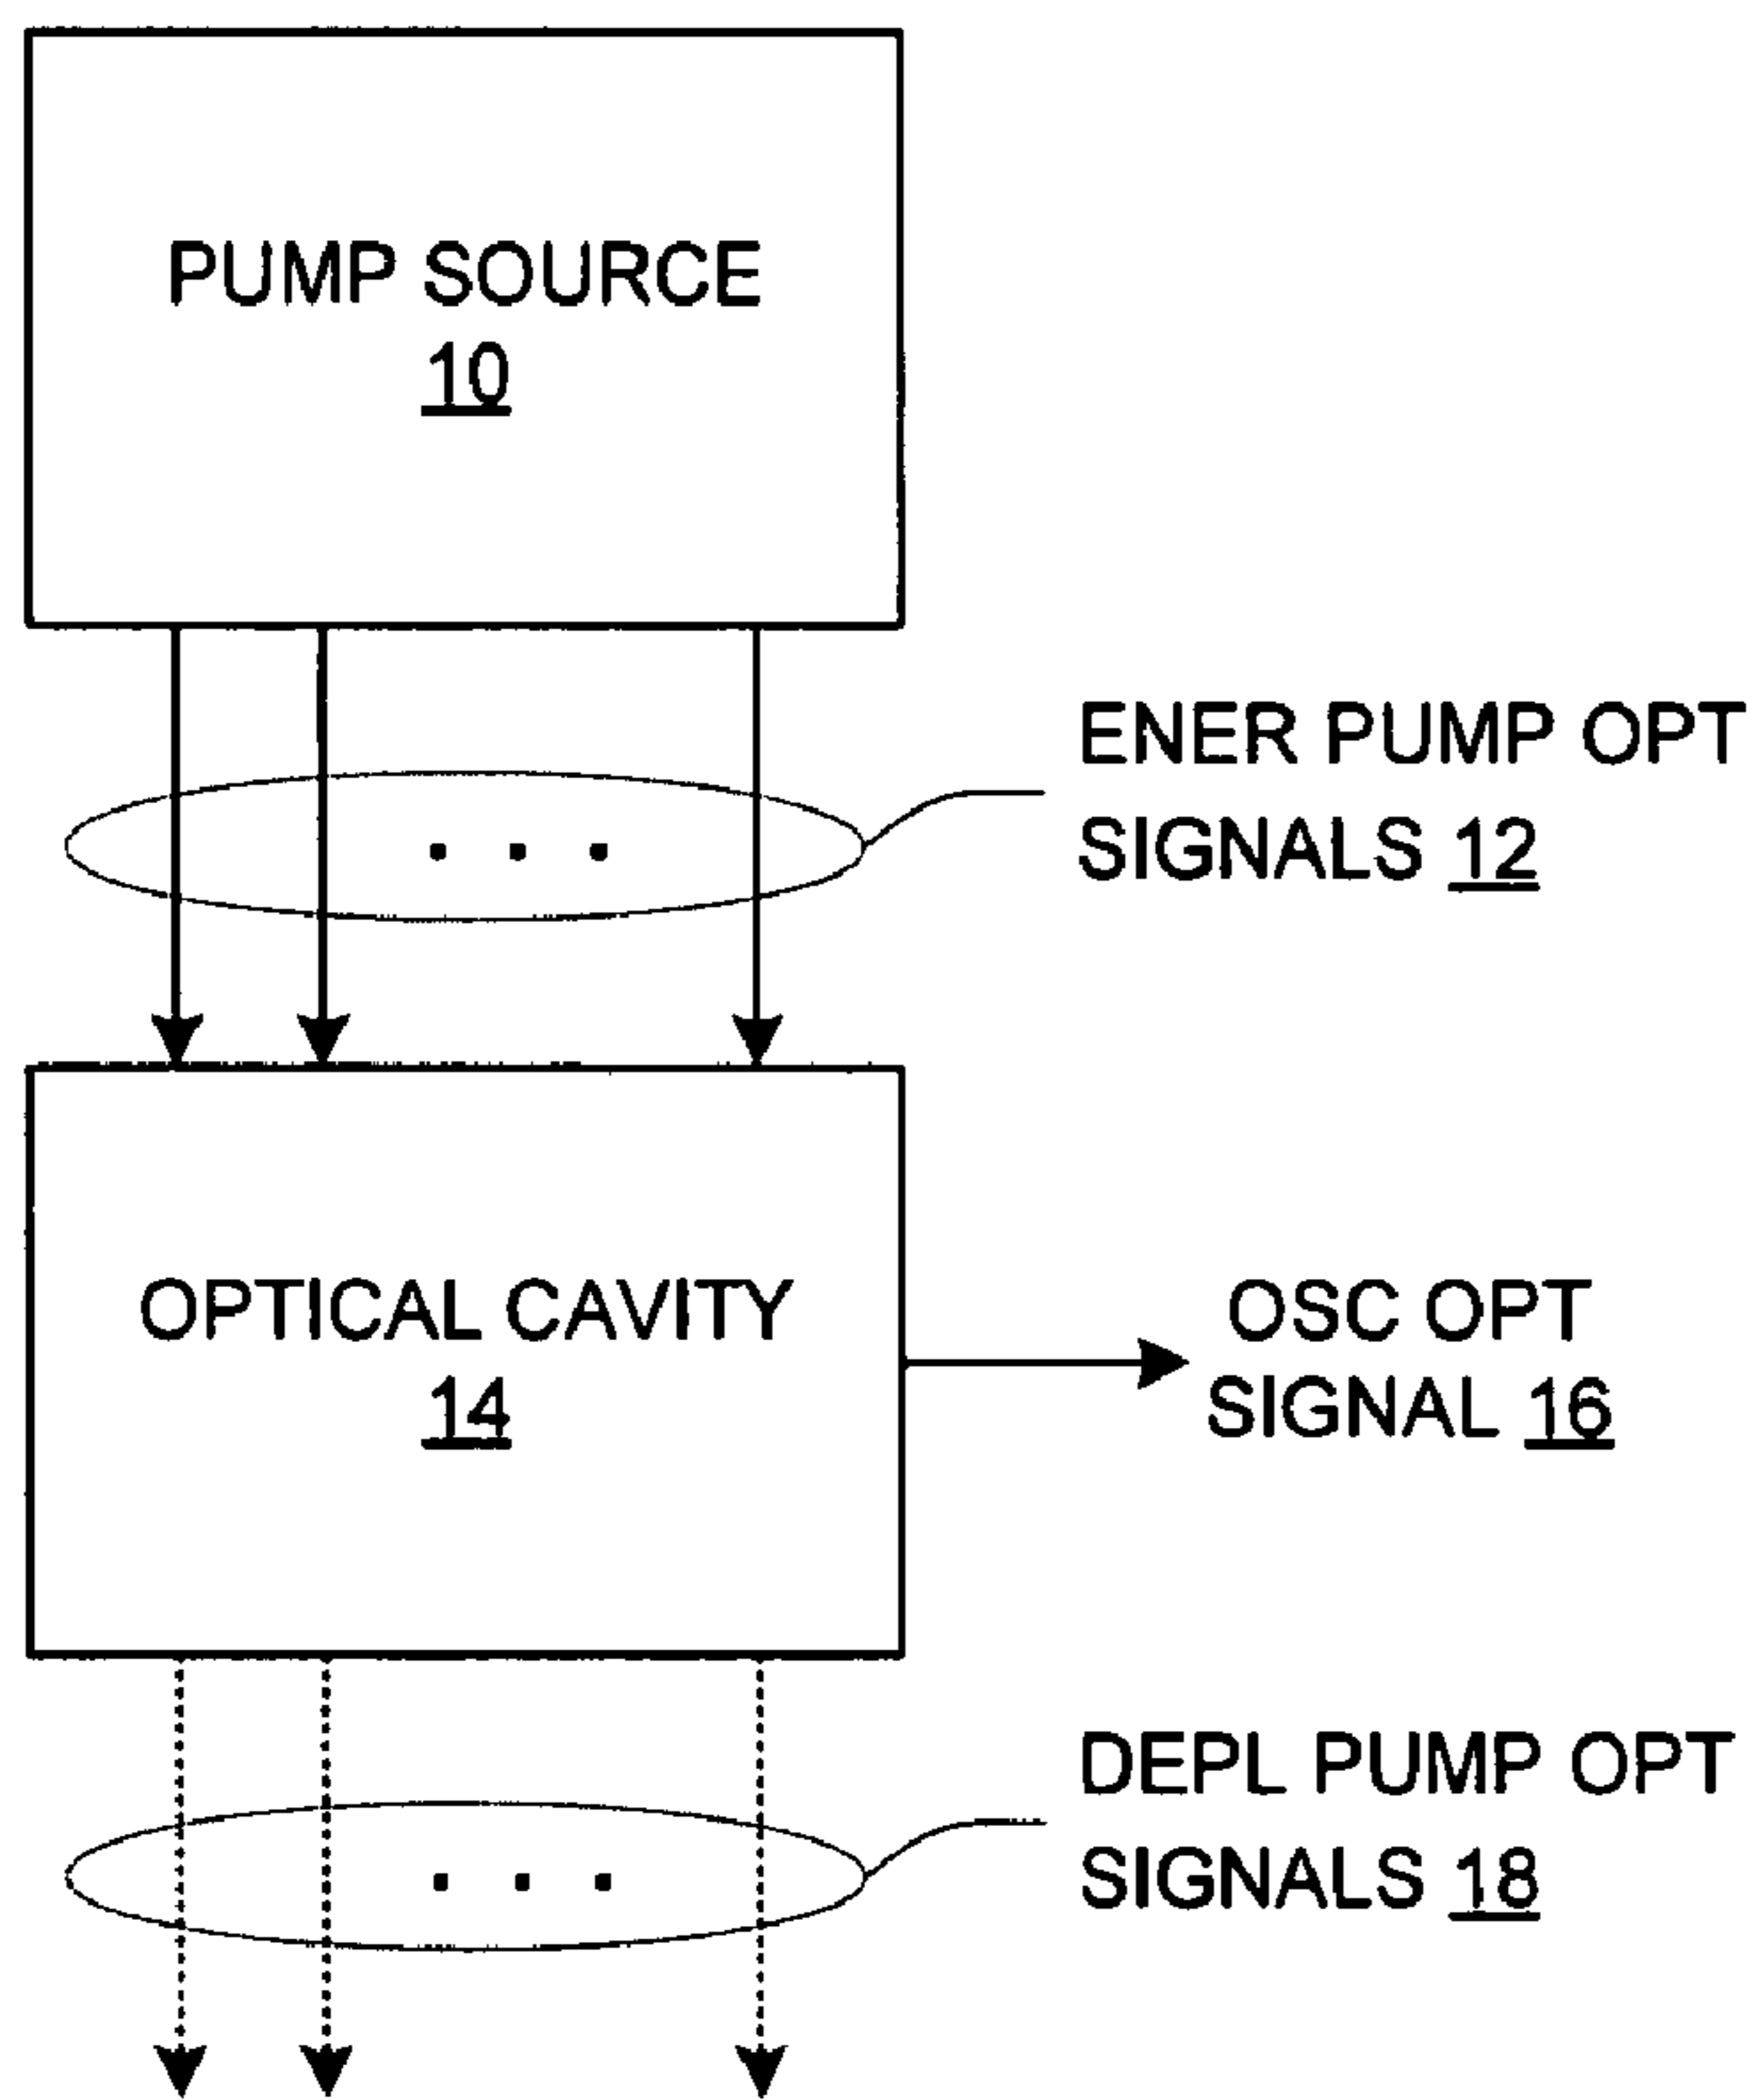 PUMP SOURCE
10
ENER PUMP OPT
SIGNALS 12
OPTICAL CAVITY
14
OSC OPT
SIGNAL 16
DEPL PUMP OPT
SIGNALS 18